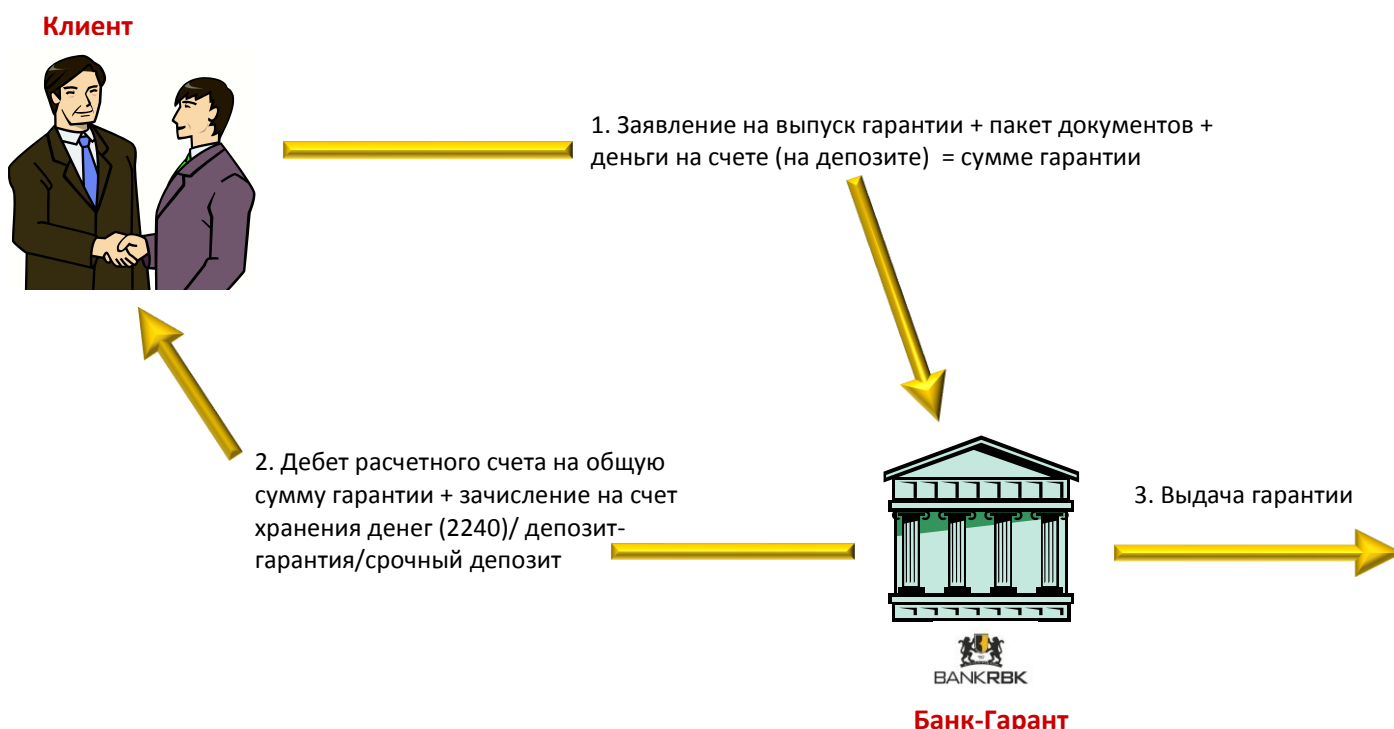 Клиент
1. Заявление на выпуск гарантии + пакет документов +
деньги на счете (на депозите)  = сумме гарантии
2. Дебет расчетного счета на общую
сумму гарантии + зачисление на счет
хранения денег (2240)/ депозит-
гарантия/срочный депозит
3. Выдача гарантии
BANKRBK
Банк-Гарант